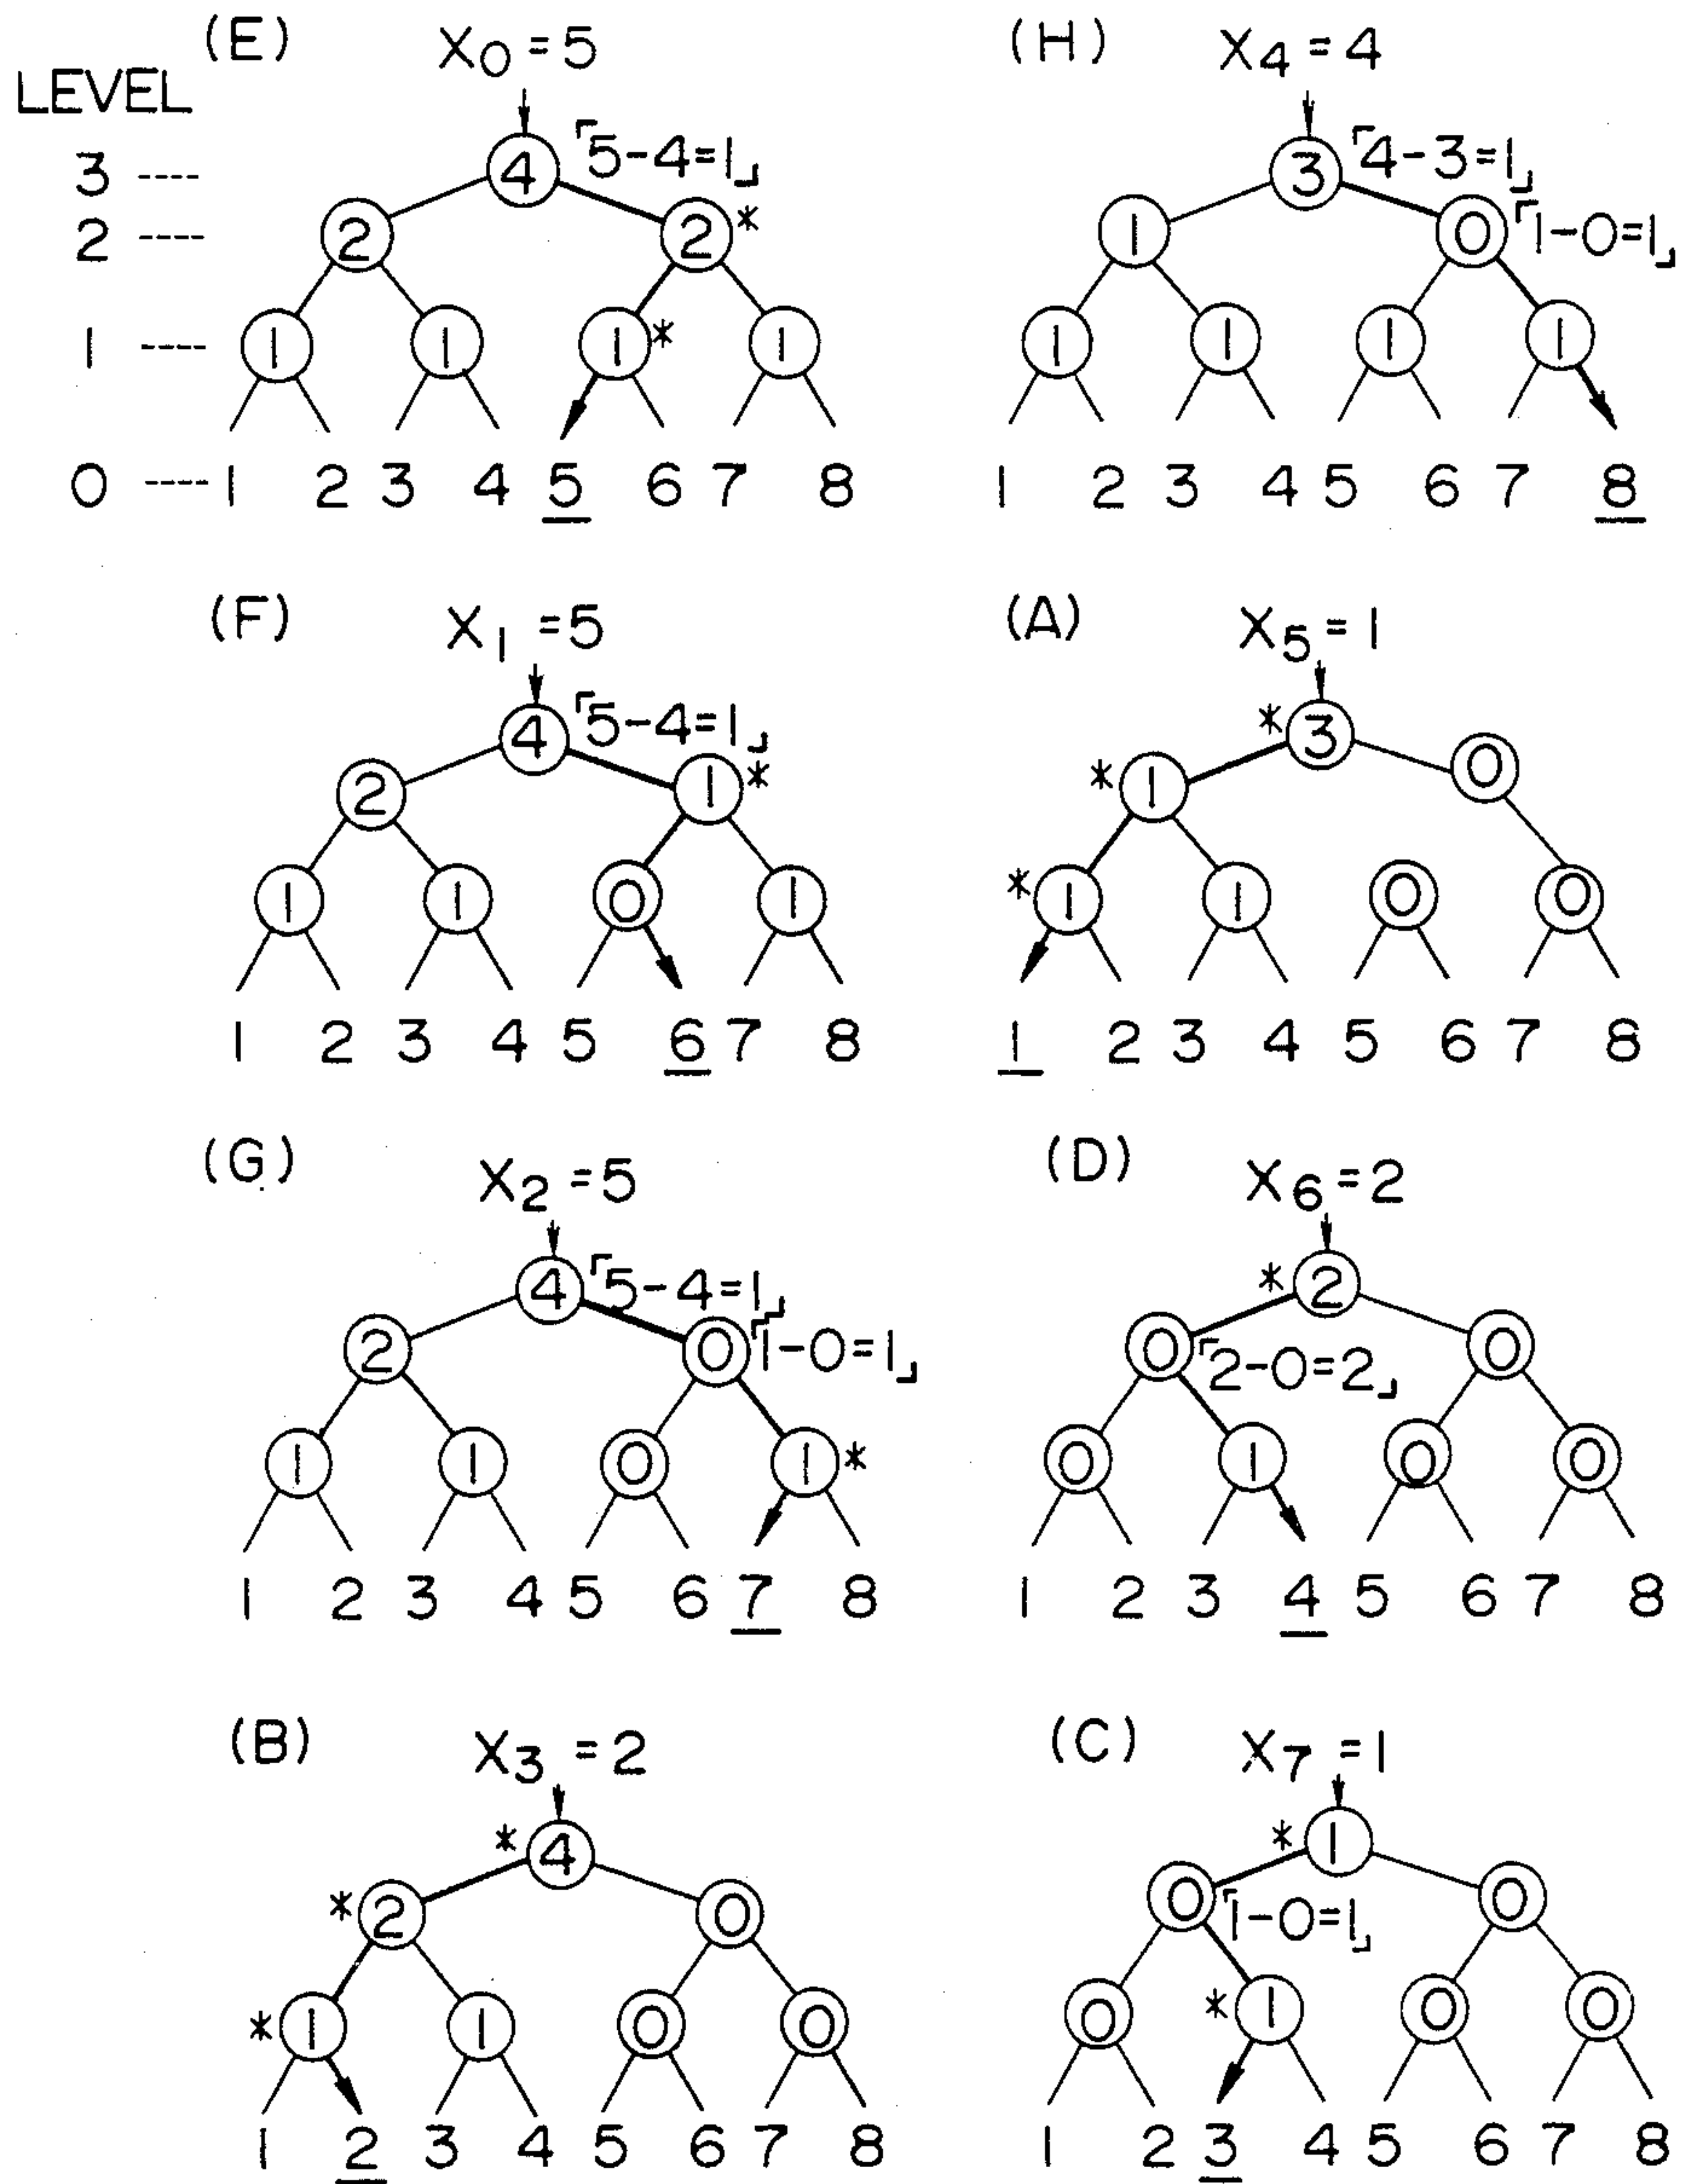 (E) X0=5
LEVEL
3 ---- 4 「5-4=1」
2 ---- 2 2*
1 ---- 1 1 1* 1
0 ---- 1 2 3 4 5 6 7 8
(H) X4=4
3 「4-3=1」
1 0 「1-0=1」
1 1 1 1
1 2 3 4 5 6 7 8
(F) X1=5
4 「5-4=1」
2 1*
1 1 0 1
1 2 3 4 5 6 7 8
(A) X5=1
*3
*1 0
*1 1 0 0
1 2 3 4 5 6 7 8
(G) X2=5
4 「5-4=1」
2 0 「1-0=1」
1 1 0 1*
1 2 3 4 5 6 7 8
(D) X6=2
*2
0 「2-0=2」 0
0 1 0 0
1 2 3 4 5 6 7 8
(B) X3=2
*4
*2 0
*1 1 0 0
1 2 3 4 5 6 7 8
(C) X7=1
*1
0 「1-0=1」 0
0 *1 0 0
1 2 3 4 5 6 7 8